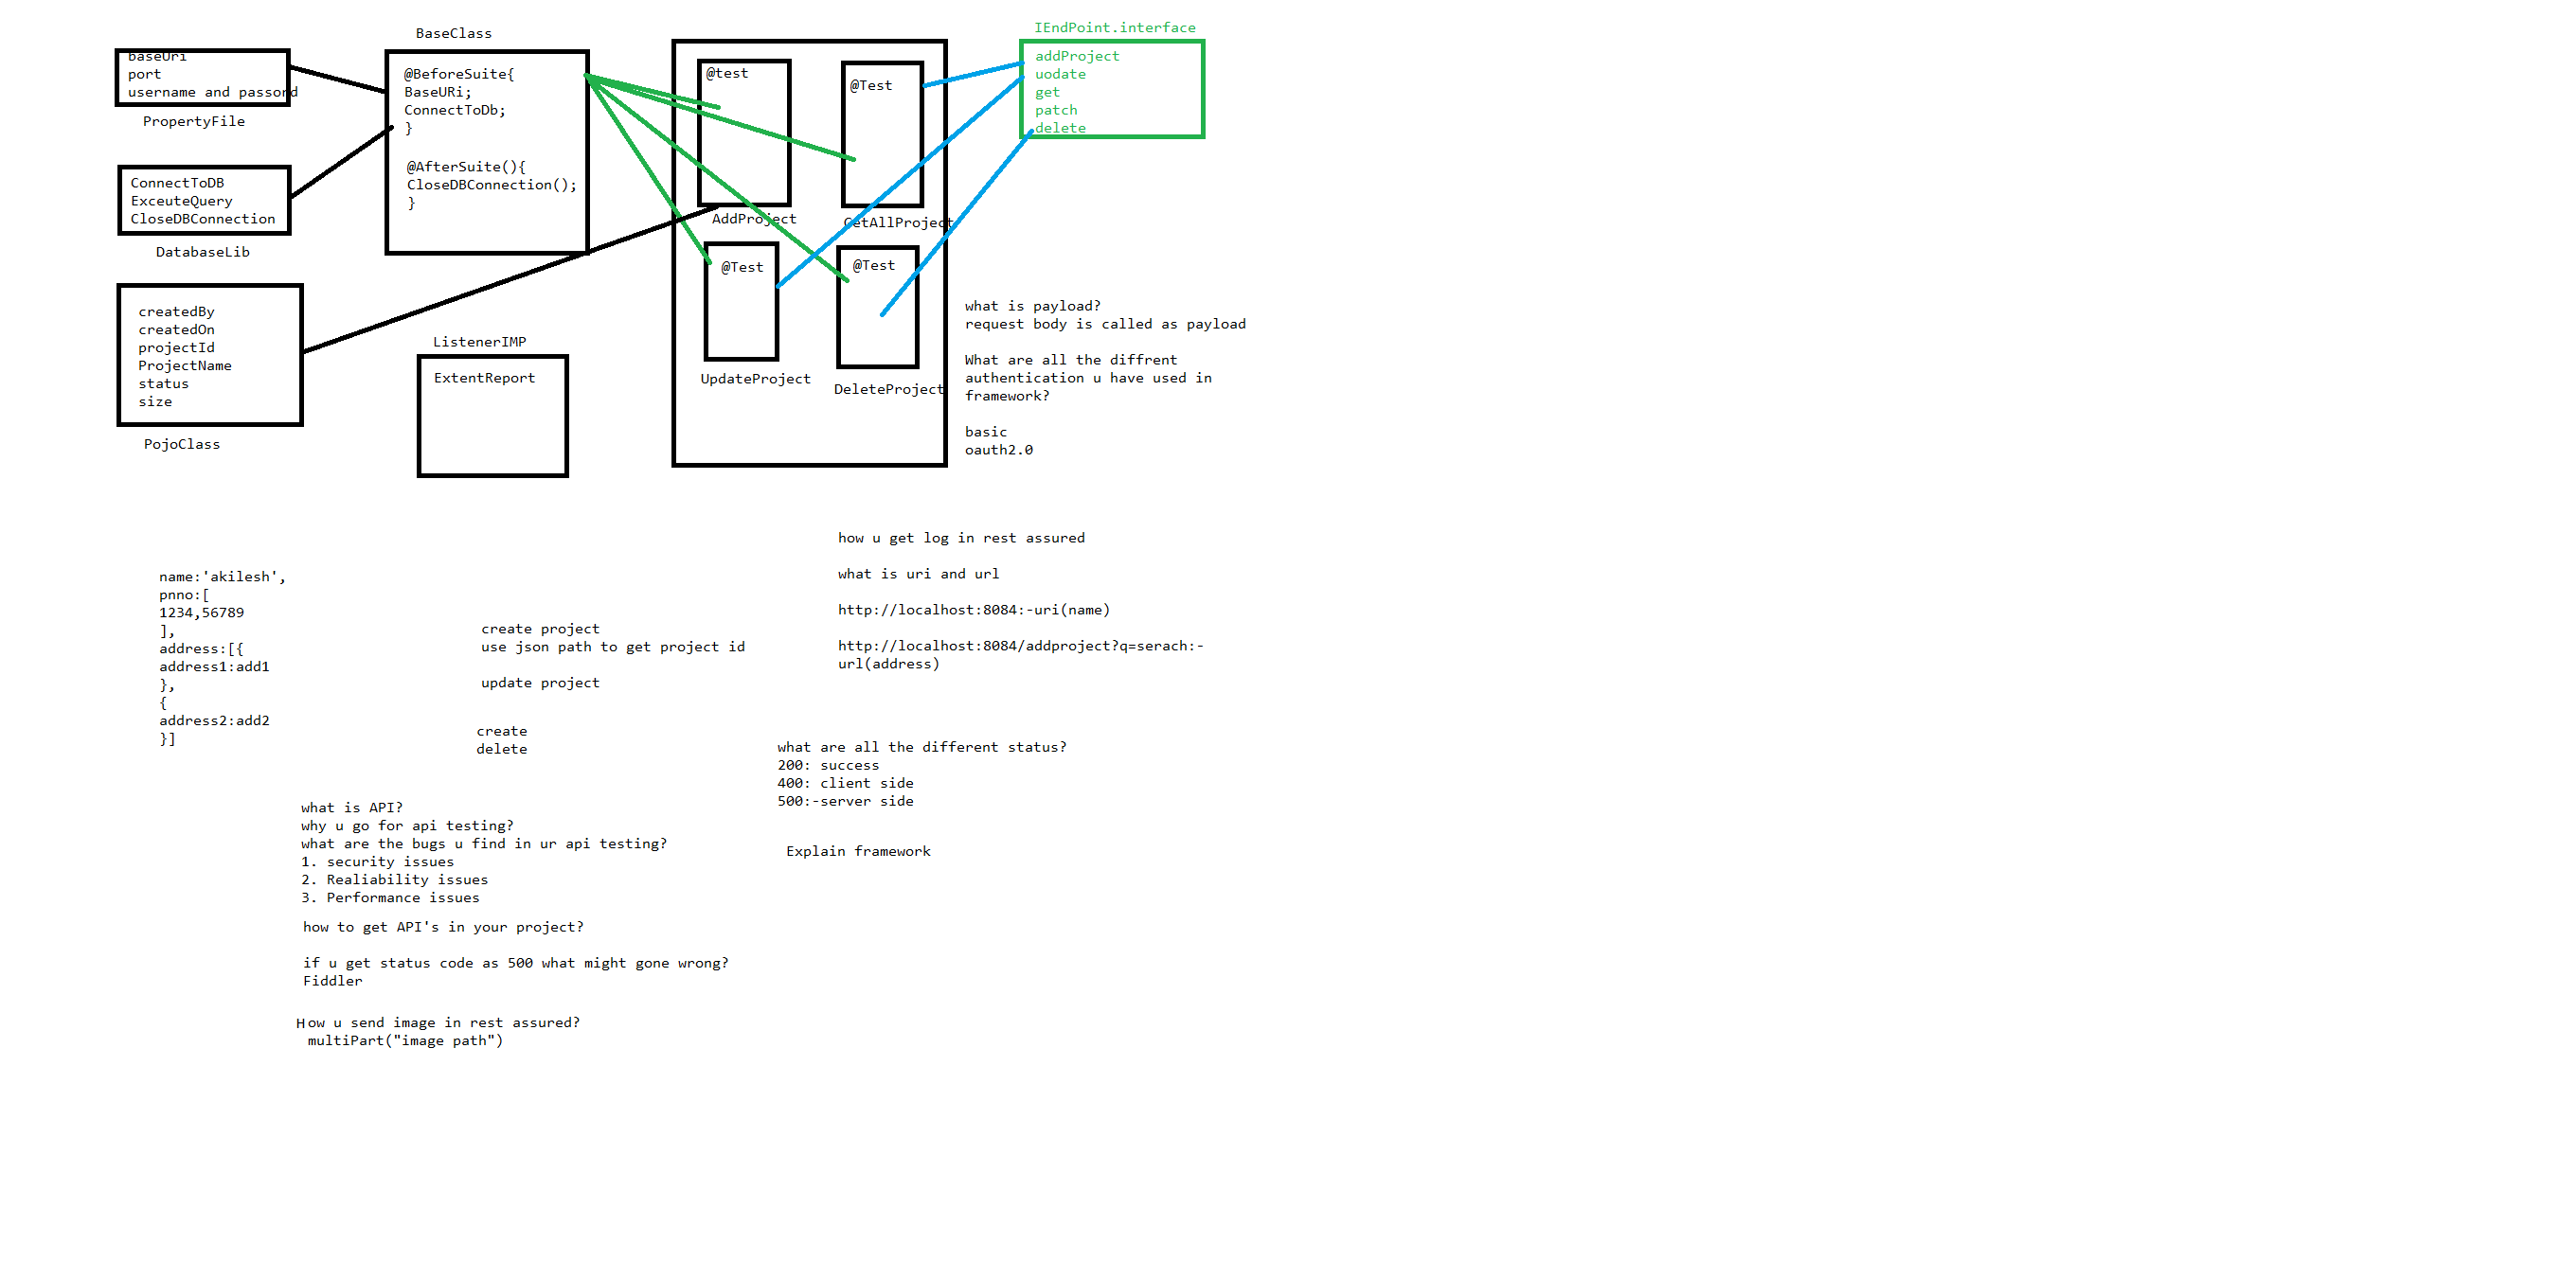 BaseClass
IEndPoint.interface
baseUri
port
username and passord
PropertyFile
@BeforeSuite{
BaseURi;
ConnectToDb;
}
@AfterSuite(){
CloseDBConnection();
}
@test
@Test
addProject
uodate
get
patch
delete
ConnectToDB
ExceuteQuery
CloseDBConnection
DatabaseLib
AddProject
GetAllProject
@Test
@Test
UpdateProject
DeleteProject
createdBy
createdOn
projectId
ProjectName
status
size
PojoClass
ListenerIMP
ExtentReport
what is payload?
request body is called as payload
What are all the diffrent
authentication u have used in
framework?
basic
oauth2.0
how u get log in rest assured
what is uri and url
http://localhost:8084:-uri(name)
http://localhost:8084/addproject?q=serach:-
url(address)
name:'akilesh',
pnno:[
1234,56789
],
address:[{
address1:add1
},
{
address2:add2
}]
create project
use json path to get project id
update project
create
delete
what are all the different status?
200: success
400: client side
500:-server side
Explain framework
what is API?
why u go for api testing?
what are the bugs u find in ur api testing?
1. security issues
2. Realiability issues
3. Performance issues
how to get API's in your project?
if u get status code as 500 what might gone wrong?
Fiddler
How u send image in rest assured?
multiPart("image path")